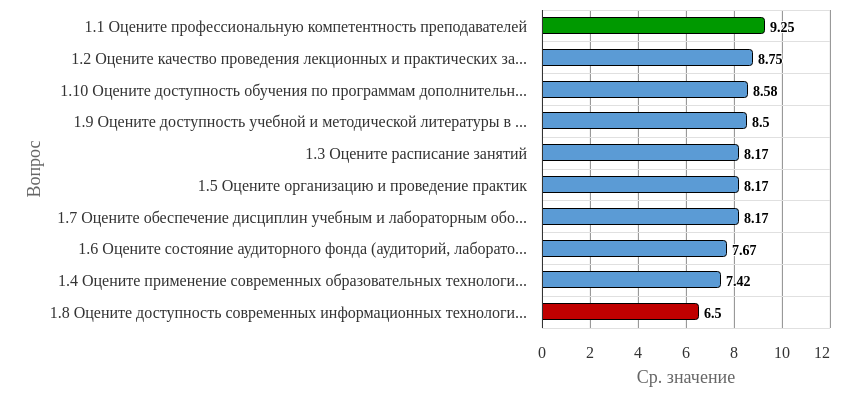 1.1 Оцените профессиональную компетентность преподавателей 9.25
1.2 Оцените качество проведения лекционных и практических за... 8.75
1.10 Оцените доступность обучения по программам дополнительн... 8.58
1.9 Оцените доступность учебной и методической литературы в ... 8.5
1.3 Оцените расписание занятий 8.17
1.5 Оцените организацию и проведение практик 8.17
1.7 Оцените обеспечение дисциплин учебным и лабораторным обо... 8.17
1.6 Оцените состояние аудиторного фонда (аудиторий, лаборато... 7.67
1.4 Оцените применение современных образовательных технологи... 7.42
1.8 Оцените доступность современных информационных технологи... 6.5
Вопрос
0 2 4 6 8 10 12
Ср. значение